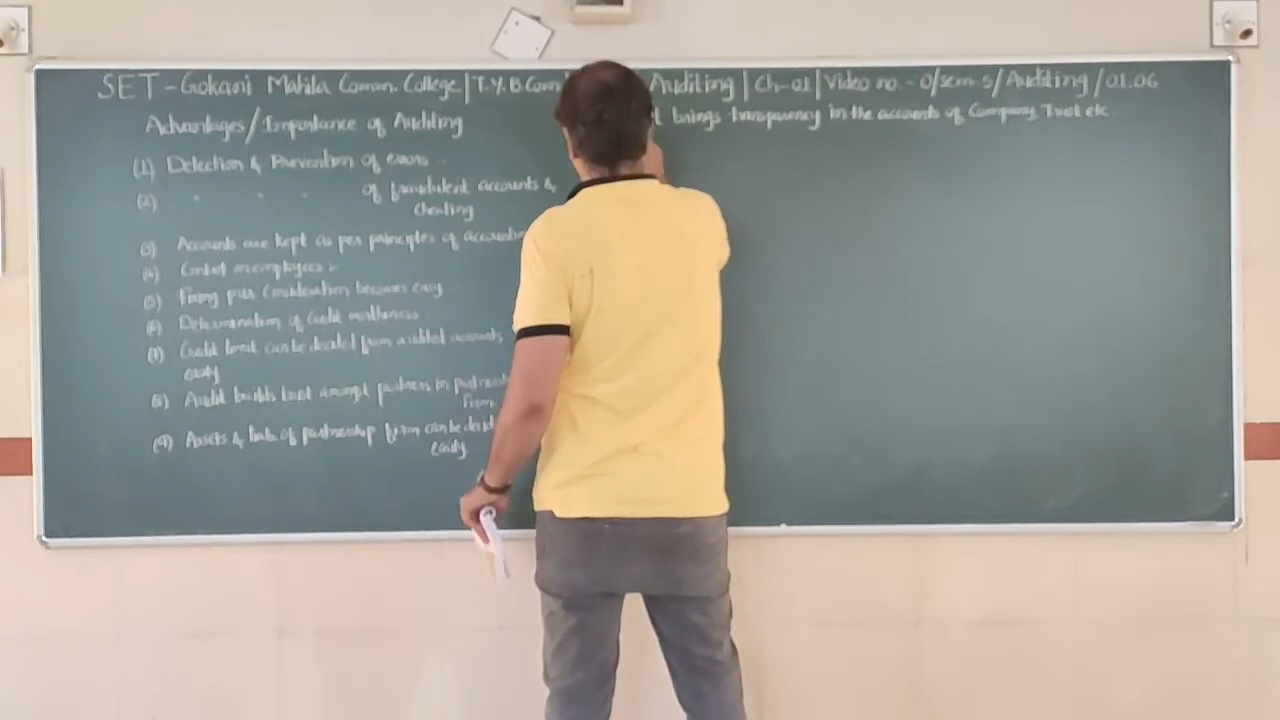 SET-Gokani Mahila Comm. College | T.Y. B Com Auditing | Ch-01 | Video no.- 0/sem-5/Auditing/01.06
Advantages/Importance of Auditing
(1) Detection & Prevention of errors
(2) " " " of fraudulent accounts &
cheating
(3) Accounts are kept as per principles of accounting
(4) Control on employees
(5) Fixing pur. Consideration becomes easy
(6) Determination of Credit worthiness
(7) Credit limit can be decided from audited accounts
easily
(8) Audit builds trust amongst partners in partnership
Firm
(9) Assets & liab. of partnership firm can be decided
easily
brings transparency in the accounts of Company, Trust etc